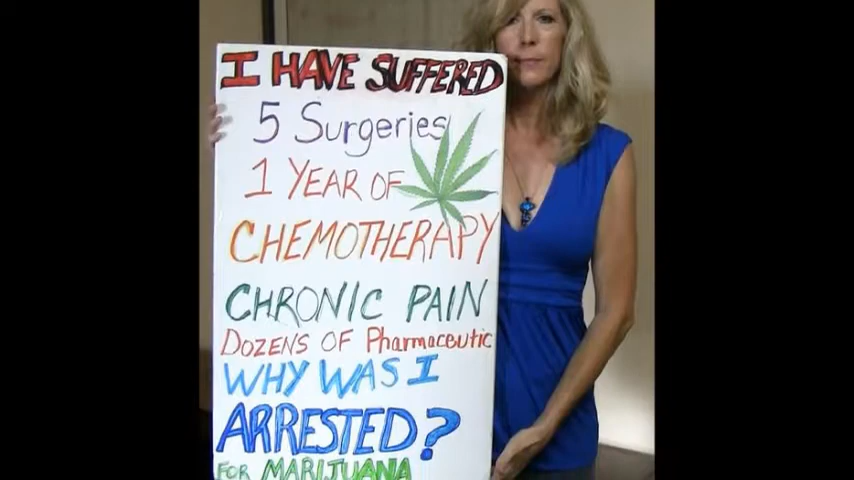 I HAVE SUFFERED
5 Surgeries
1 YEAR OF
CHEMOTHERAPY
CHRONIC PAIN
DOZENS OF Pharmaceutic
WHY WAS I
ARRESTED?
FOR MARIJUANA